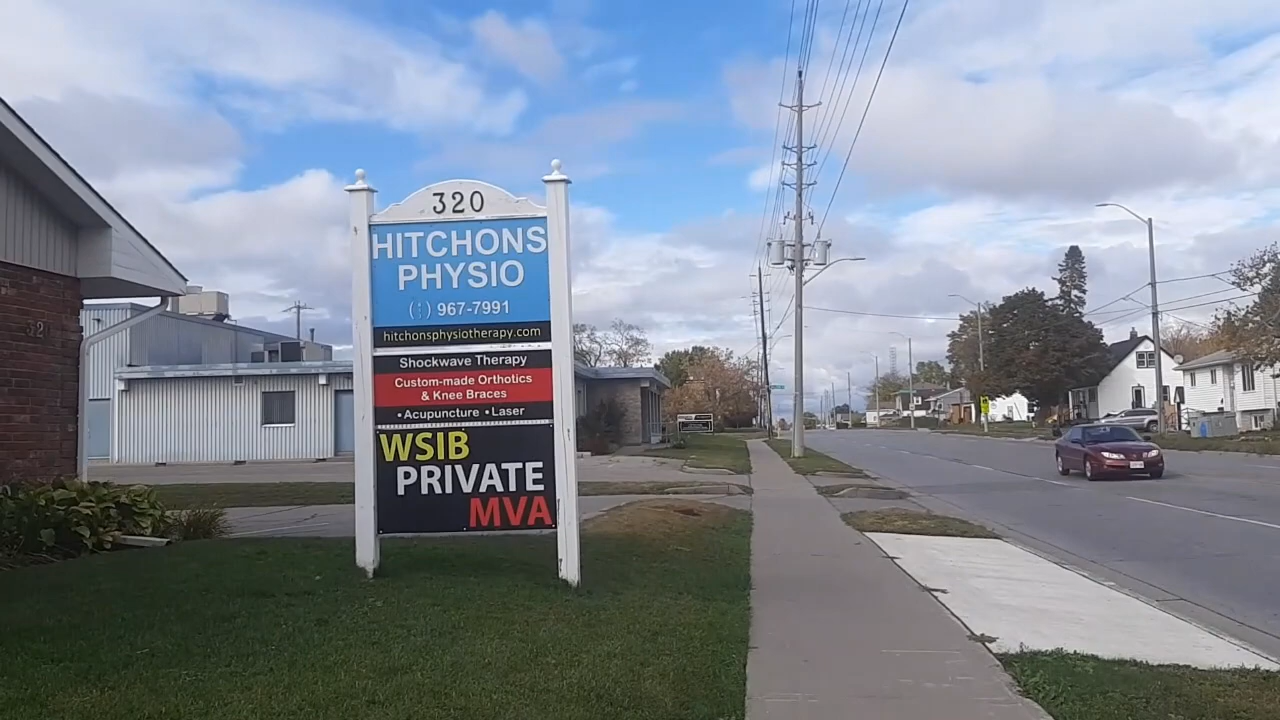 320
HITCHONS
PHYSIO
967-7991
hitchonsphysiotherapy.com
Shockwave Therapy
Custom-made Orthotics
& Knee Braces
• Acupuncture • Laser
WSIB
PRIVATE
MVA